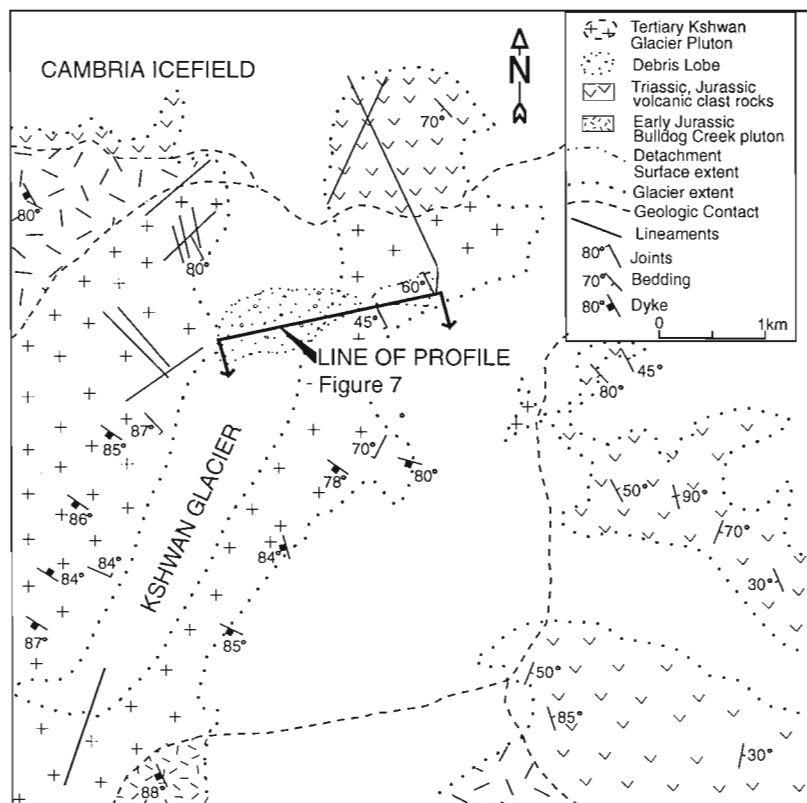 CAMBRIA ICEFIELD
N
Tertiary Kshwan
Glacier Pluton
Debris Lobe
Triassic, Jurassic
volcanic clast rocks
Early Jurassic
Bulldog Creek pluton
Detachment
Surface extent
Glacier extent
Geologic Contact
Lineaments
80° Joints
70° Bedding
80° Dyke
0 1km
70°
80°
80°
60°
45°
LINE OF PROFILE
Figure 7
45°
80°
87°
85°
70°
78°
80°
50°
90°
86°
70°
KSHWAN GLACIER
84°
84°
84°
30°
87°
85°
50°
85°
30°
88°